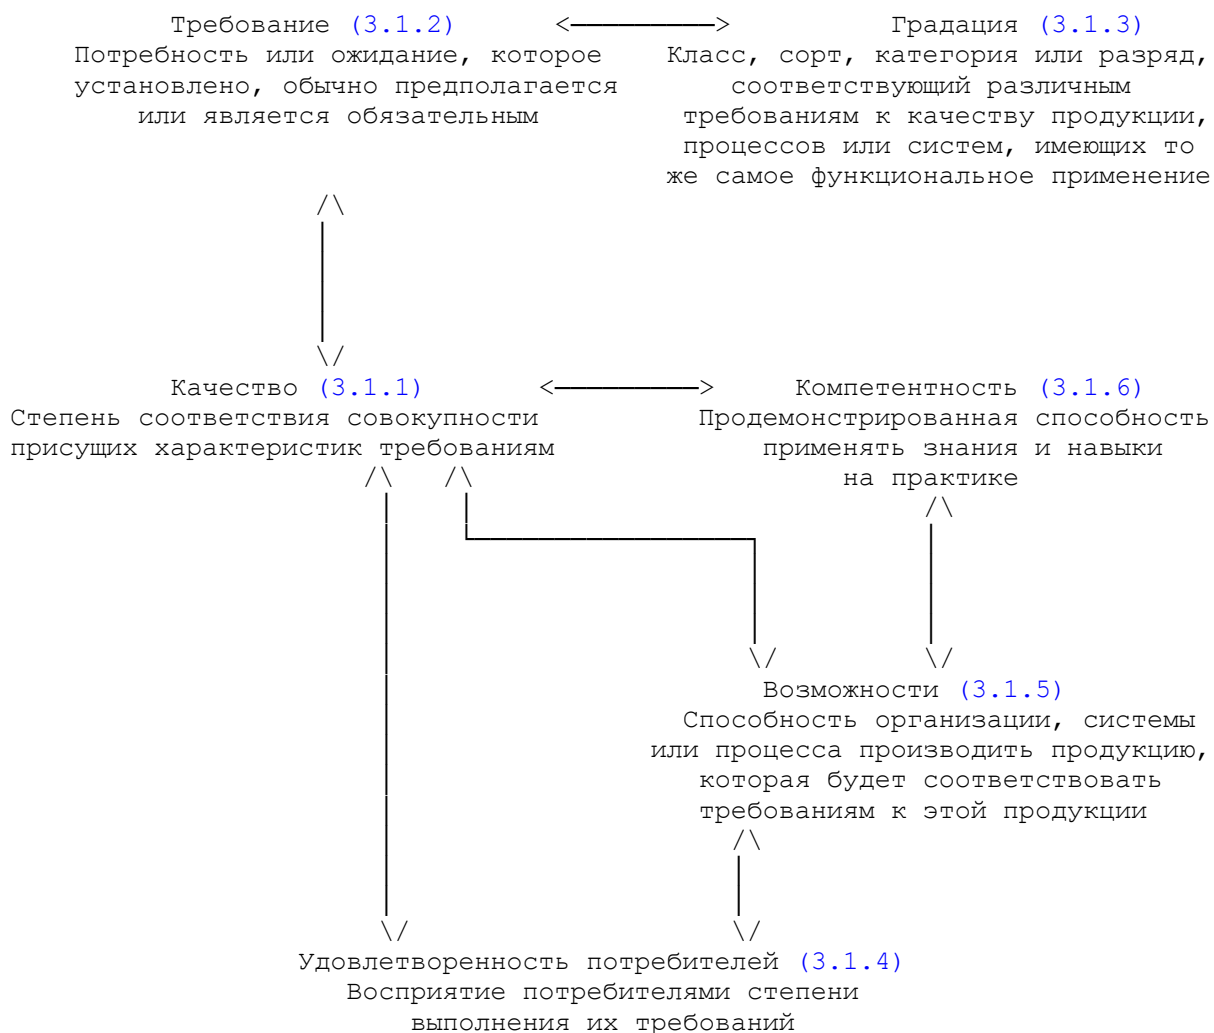 Требование (3.1.2)
Потребность или ожидание, которое
установлено, обычно предполагается
или является обязательным
Градация (3.1.3)
Класс, сорт, категория или разряд,
соответствующий различным
требованиям к качеству продукции,
процессов или систем, имеющих то
же самое функциональное применение
Качество (3.1.1)
Степень соответствия совокупности
присущих характеристик требованиям
Компетентность (3.1.6)
Продемонстрированная способность
применять знания и навыки
на практике
Возможности (3.1.5)
Способность организации, системы
или процесса производить продукцию,
которая будет соответствовать
требованиям к этой продукции
Удовлетворенность потребителей (3.1.4)
Восприятие потребителями степени
выполнения их требований